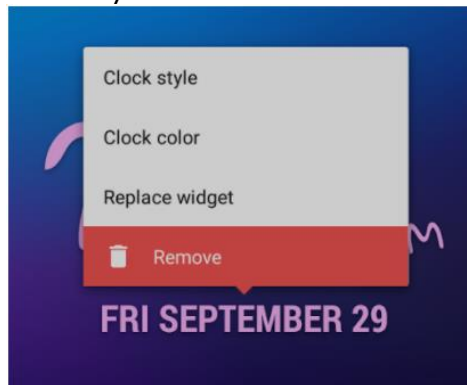 Clock style
Clock color
Replace widget
Remove
FRI SEPTEMBER 29